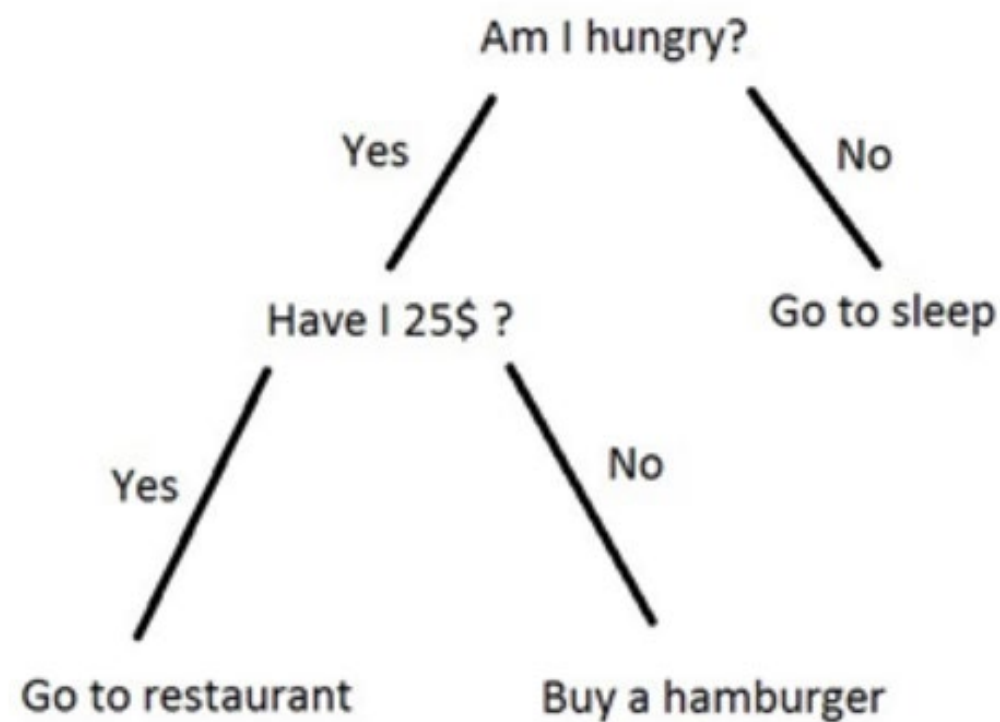 Am I hungry?
Yes
No
Have I 25$ ?
Go to sleep
Yes
No
Go to restaurant
Buy a hamburger